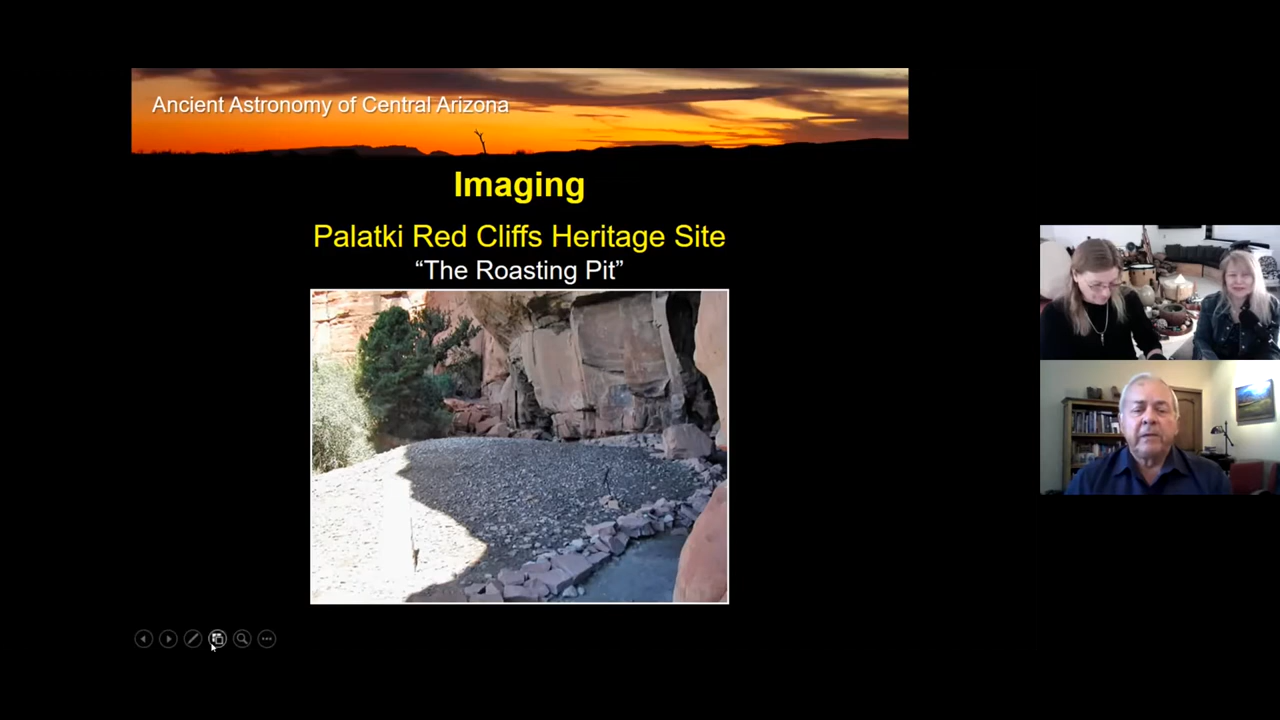 Ancient Astronomy of Central Arizona
Imaging
Palatki Red Cliffs Heritage Site
“The Roasting Pit”